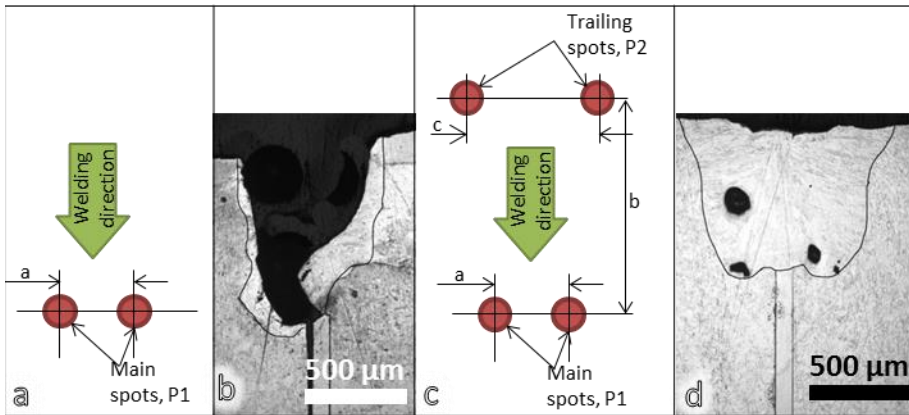 Welding
direction
a
Main
spots, P1
a
b
500 µm
Trailing
spots, P2
c
Welding
direction
b
a
Main
spots, P1
c
d
500 µm